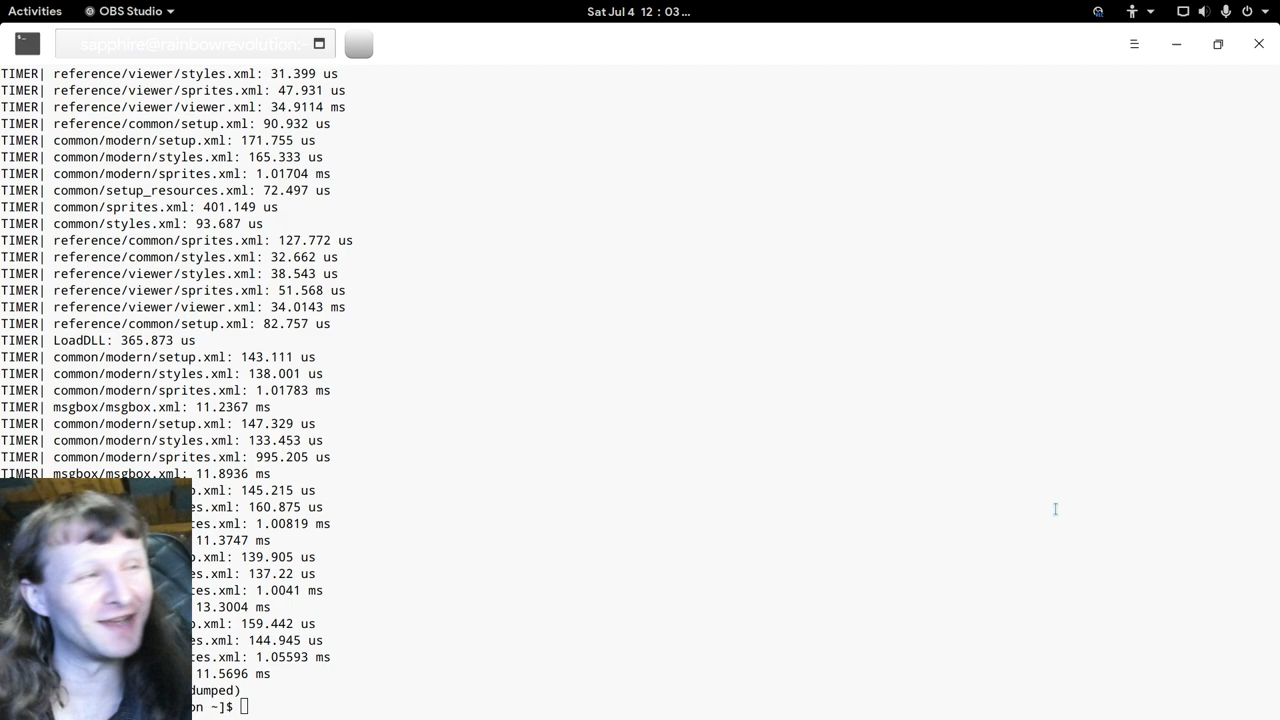 Activities OBS Studio Sat Jul 4 12 : 03…
sapphire@rainbowrevolution:~
TIMER| reference/viewer/styles.xml: 31.399 us
TIMER| reference/viewer/sprites.xml: 47.931 us
TIMER| reference/viewer/viewer.xml: 34.9114 ms
TIMER| reference/common/setup.xml: 90.932 us
TIMER| common/modern/setup.xml: 171.755 us
TIMER| common/modern/styles.xml: 165.333 us
TIMER| common/modern/sprites.xml: 1.01704 ms
TIMER| common/setup_resources.xml: 72.497 us
TIMER| common/sprites.xml: 401.149 us
TIMER| common/styles.xml: 93.687 us
TIMER| reference/common/sprites.xml: 127.772 us
TIMER| reference/common/styles.xml: 32.662 us
TIMER| reference/viewer/styles.xml: 38.543 us
TIMER| reference/viewer/sprites.xml: 51.568 us
TIMER| reference/viewer/viewer.xml: 34.0143 ms
TIMER| reference/common/setup.xml: 82.757 us
TIMER| LoadDLL: 365.873 us
TIMER| common/modern/setup.xml: 143.111 us
TIMER| common/modern/styles.xml: 138.001 us
TIMER| common/modern/sprites.xml: 1.01783 ms
TIMER| msgbox/msgbox.xml: 11.2367 ms
TIMER| common/modern/setup.xml: 147.329 us
TIMER| common/modern/styles.xml: 133.453 us
TIMER| common/modern/sprites.xml: 995.205 us
TIMER| msgbox/msgbox.xml: 11.8936 ms
p.xml: 145.215 us
es.xml: 160.875 us
ces.xml: 1.00819 ms
11.3747 ms
p.xml: 139.905 us
es.xml: 137.22 us
ces.xml: 1.0041 ms
13.3004 ms
p.xml: 159.442 us
es.xml: 144.945 us
ces.xml: 1.05593 ms
11.5696 ms
dumped)
on ~]$